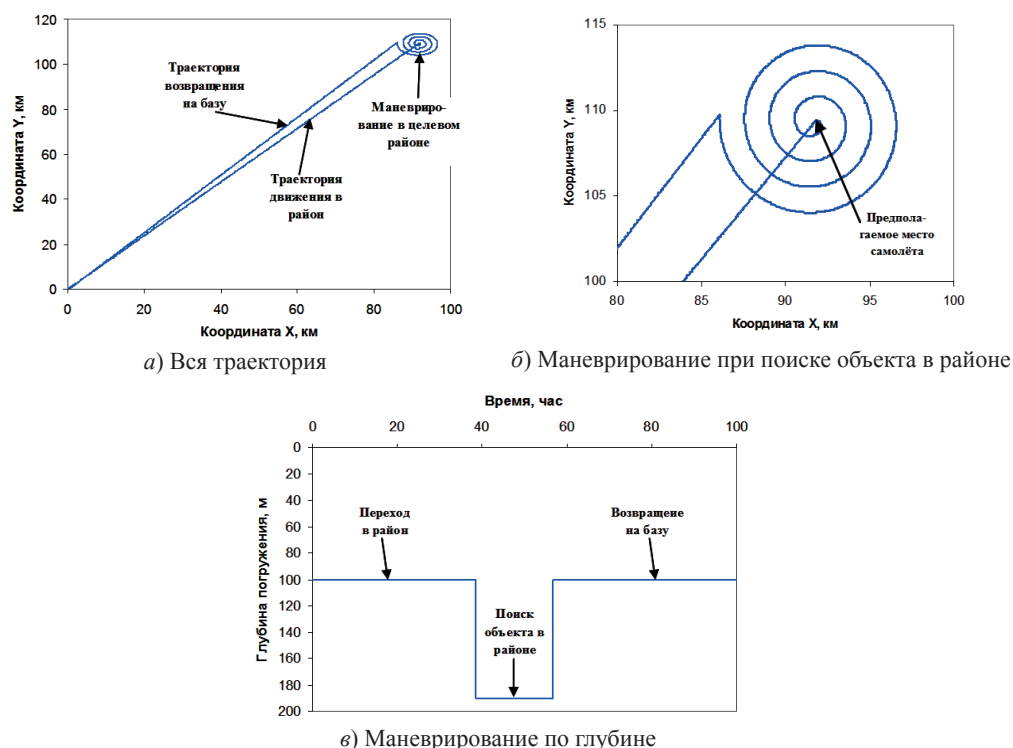 120
100
80
60
40
20
0
Координата Y, км
0 20 40 60 80 100
Координата X, км
Траектория
возвращения
на базу
Маневриро-
вание в целевом
районе
Траектория
движения в
район
а) Вся траектория
115
110
105
100
Координата Y, км
80 85 90 95 100
Координата X, км
Предпола-
гаемое место
самолёта
б) Маневрирование при поиске объекта в районе
Время, час
0 20 40 60 80 100
0
20
40
60
80
100
120
140
160
180
200
Глубина погружения, м
Переход
в район
Возвращене
на базу
Поиск
объекта в
районе
в) Маневрирование по глубине